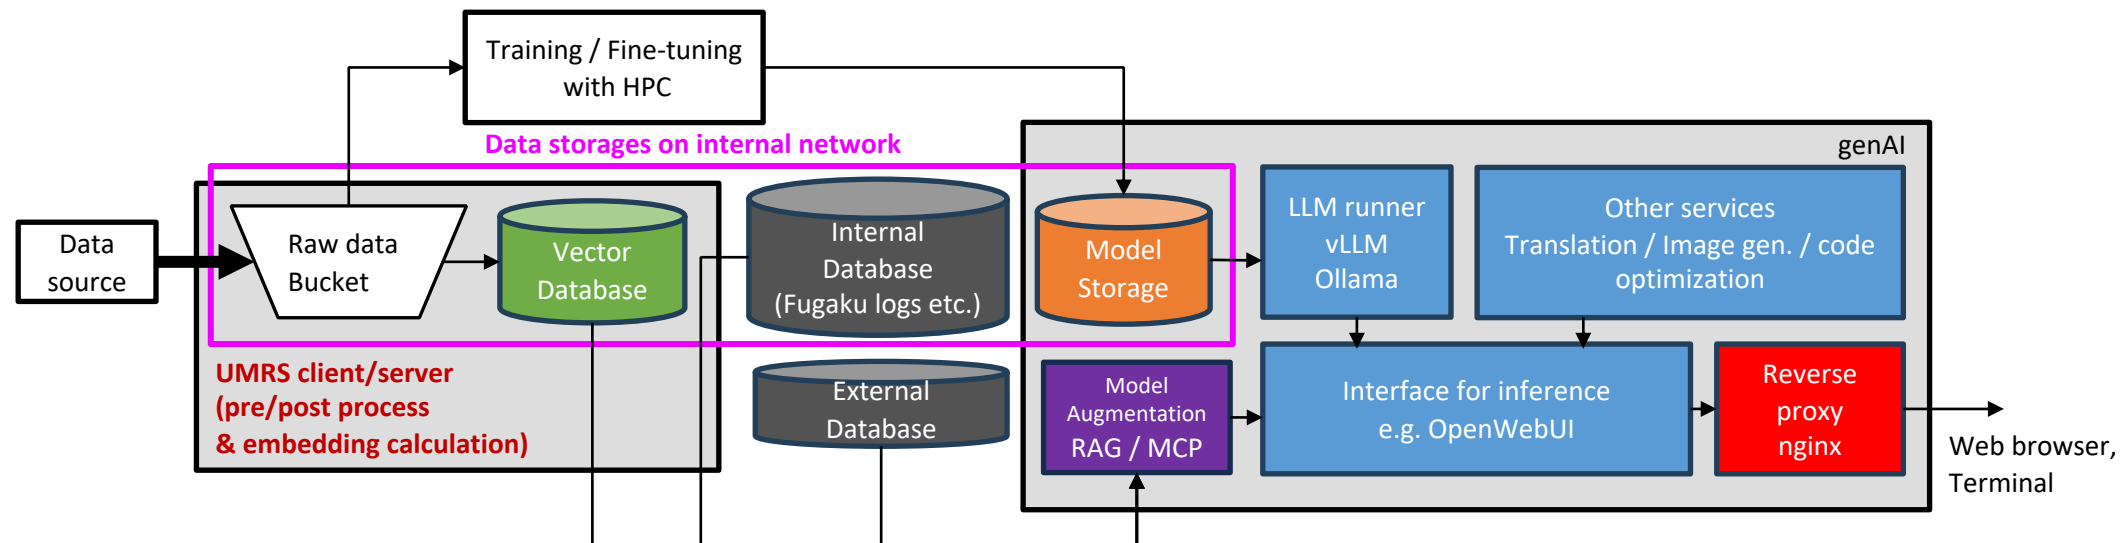 Training / Fine-tuning
with HPC
Data storages on internal network
genAI
Data
source
Raw data
Bucket
Vector
Database
Internal
Database
(Fugaku logs etc.)
Model
Storage
LLM runner
vLLM
Ollama
Other services
Translation / Image gen. / code
optimization
UMRS client/server
(pre/post process
& embedding calculation)
External
Database
Model
Augmentation
RAG / MCP
Interface for inference
e.g. OpenWebUI
Reverse
proxy
nginx
Web browser,
Terminal